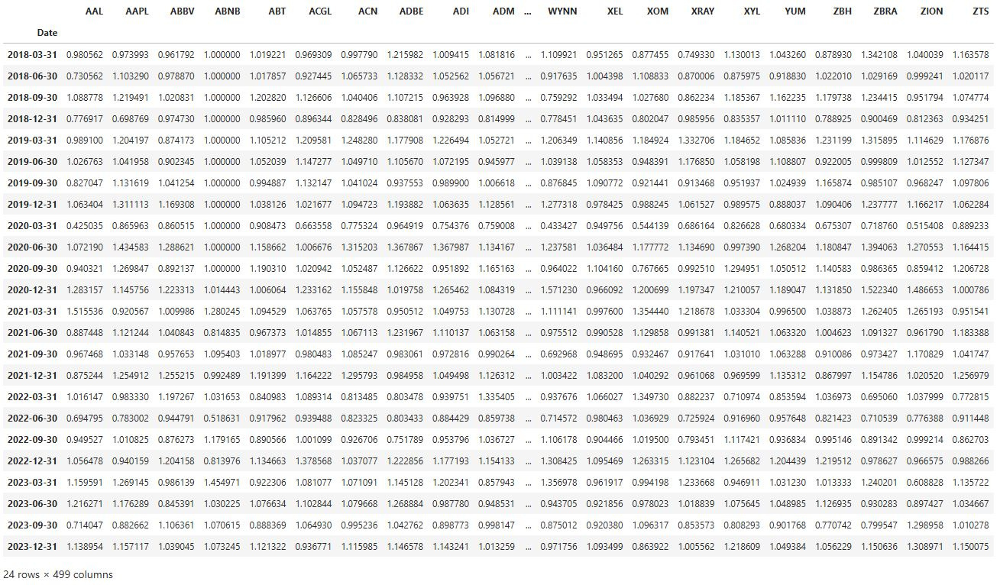 AAL AAPL ABBV ABNB ABT ACGL ACN ADBE ADI ADM ... WYNN XEL XOM XRAY XYL YUM ZBH ZBRA ZION ZTS
Date
2018-03-31 0.980562 0.973993 0.961792 1.000000 1.019221 0.969309 0.997790 1.215982 1.009415 1.081816 ... 1.109921 0.951265 0.877455 0.749330 1.130013 1.043260 0.878930 1.342108 1.040039 1.163578
2018-06-30 0.730562 1.103290 0.978870 1.000000 1.017857 0.927445 1.065733 1.128332 1.052562 1.056721 ... 0.917635 1.004398 1.108833 0.870006 0.875975 0.918830 1.022010 1.029169 0.999241 1.020117
2018-09-30 1.088778 1.219491 1.020831 1.000000 1.202820 1.126606 1.040406 1.107215 0.963928 1.096880 ... 0.759292 1.033494 1.027680 0.862234 1.185367 1.162235 1.179738 1.234415 0.951794 1.074774
2018-12-31 0.776917 0.698769 0.974730 1.000000 0.985960 0.896344 0.828496 0.838081 0.928293 0.814999 ... 0.778451 1.043635 0.802047 0.985956 0.835357 1.011110 0.788925 0.900469 0.812363 0.934251
2019-03-31 0.989100 1.204197 0.874173 1.000000 1.105212 1.209581 1.248280 1.177908 1.226494 1.052721 ... 1.206349 1.140856 1.184924 1.332706 1.184652 1.085836 1.231199 1.315895 1.114629 1.176876
2019-06-30 1.026763 1.041958 0.902345 1.000000 1.052039 1.147277 1.049710 1.105670 1.072195 0.945977 ... 1.039138 1.058353 0.948391 1.176850 1.058198 1.108807 0.922005 0.999809 1.012552 1.127347
2019-09-30 0.827047 1.131619 1.041254 1.000000 0.994887 1.132147 1.041024 0.937553 0.989900 1.006618 ... 0.876845 1.090772 0.921441 0.913468 0.951937 1.024939 1.165874 0.985107 0.968247 1.097806
2019-12-31 1.063404 1.311113 1.169308 1.000000 1.038126 1.021677 1.094723 1.193882 1.063635 1.128561 ... 1.277318 0.978425 0.988245 1.061527 0.989575 0.888037 1.090406 1.237777 1.166217 1.062284
2020-03-31 0.425035 0.865963 0.860515 1.000000 0.908473 0.663558 0.775324 0.964919 0.754376 0.759008 ... 0.433427 0.949756 0.544139 0.686164 0.826628 0.680334 0.675307 0.718760 0.515408 0.889233
2020-06-30 1.072190 1.434583 1.288621 1.000000 1.158662 1.006676 1.315203 1.367867 1.367987 1.134167 ... 1.237581 1.036484 1.177772 1.134690 0.997390 1.268204 1.180847 1.394063 1.270553 1.164415
2020-09-30 0.940321 1.269847 0.892137 1.000000 1.190310 1.020942 1.052487 1.126622 0.951892 1.165163 ... 0.964022 1.104160 0.767665 0.992510 1.294951 1.050512 1.140583 0.986365 0.859412 1.206728
2020-12-31 1.283157 1.145756 1.223313 1.014443 1.006064 1.233162 1.155848 1.019758 1.265462 1.084319 ... 1.571230 0.966092 1.200699 1.197347 1.210057 1.189047 1.131850 1.522340 1.486653 1.000786
2021-03-31 1.515536 0.920567 1.009986 1.280245 1.094529 1.063765 1.057578 0.950512 1.049753 1.130728 ... 1.111141 0.997600 1.354440 1.218678 1.033304 0.996500 1.038873 1.262405 1.265193 0.951541
2021-06-30 0.887448 1.121244 1.040843 0.814835 0.967373 1.014855 1.067113 1.231967 1.110137 1.063158 ... 0.975512 0.990528 1.129858 0.991381 1.140521 1.063320 1.004623 1.091327 0.961790 1.183388
2021-09-30 0.967468 1.033148 0.957653 1.095403 1.018977 0.980483 1.085247 0.983061 0.972816 0.990264 ... 0.692968 0.948695 0.932467 0.917641 1.031010 1.063288 0.910086 0.973427 1.170829 1.041747
2021-12-31 0.875244 1.254912 1.255215 0.992489 1.191399 1.164222 1.295793 0.984958 1.049498 1.126312 ... 1.003422 1.083200 1.040292 0.961068 0.969599 1.135312 0.867997 1.154786 1.020520 1.256979
2022-03-31 1.016147 0.983330 1.197267 1.031653 0.840983 1.089314 0.813485 0.803478 0.939751 1.335405 ... 0.937676 1.066027 1.349730 0.882237 0.710974 0.853594 1.036973 0.695060 1.037999 0.772815
2022-06-30 0.694795 0.783002 0.944791 0.518631 0.917962 0.939488 0.823325 0.803433 0.884429 0.859738 ... 0.714572 0.980463 1.036929 0.725924 0.916960 0.957648 0.821423 0.710539 0.776388 0.911448
2022-09-30 0.949527 1.010825 0.876273 1.179165 0.890566 1.001099 0.926706 0.751789 0.953796 1.036727 ... 1.106178 0.904466 1.019500 0.793451 1.117421 0.936834 0.995146 0.891342 0.999214 0.862703
2022-12-31 1.056478 0.940159 1.204158 0.813976 1.134663 1.378568 1.037077 1.222856 1.177193 1.154133 ... 1.308425 1.095469 1.263315 1.123104 1.265682 1.204439 1.219512 0.978627 0.966575 0.988266
2023-03-31 1.159591 1.269145 0.986139 1.454971 0.922306 1.081077 1.071091 1.145128 1.202341 0.857943 ... 1.356978 0.961917 0.994198 1.233668 0.946911 1.031230 1.013333 1.240201 0.608828 1.135722
2023-06-30 1.216271 1.176289 0.845391 1.030225 1.076634 1.102844 1.079668 1.268884 0.987780 0.948531 ... 0.943705 0.921856 0.978023 1.018839 1.075645 1.048985 1.126935 0.930283 0.897427 1.034667
2023-09-30 0.714047 0.882662 1.106361 1.070615 0.888369 1.064930 0.995236 1.042762 0.898773 0.998147 ... 0.875012 0.920380 1.096317 0.853573 0.808293 0.901768 0.770742 0.799547 1.298958 1.010278
2023-12-31 1.138954 1.157117 1.039045 1.073245 1.121322 0.936771 1.115985 1.146578 1.143241 1.013259 ... 0.971756 1.093499 0.863922 1.005562 1.218609 1.049384 1.056229 1.150636 1.308971 1.150075
24 rows × 499 columns